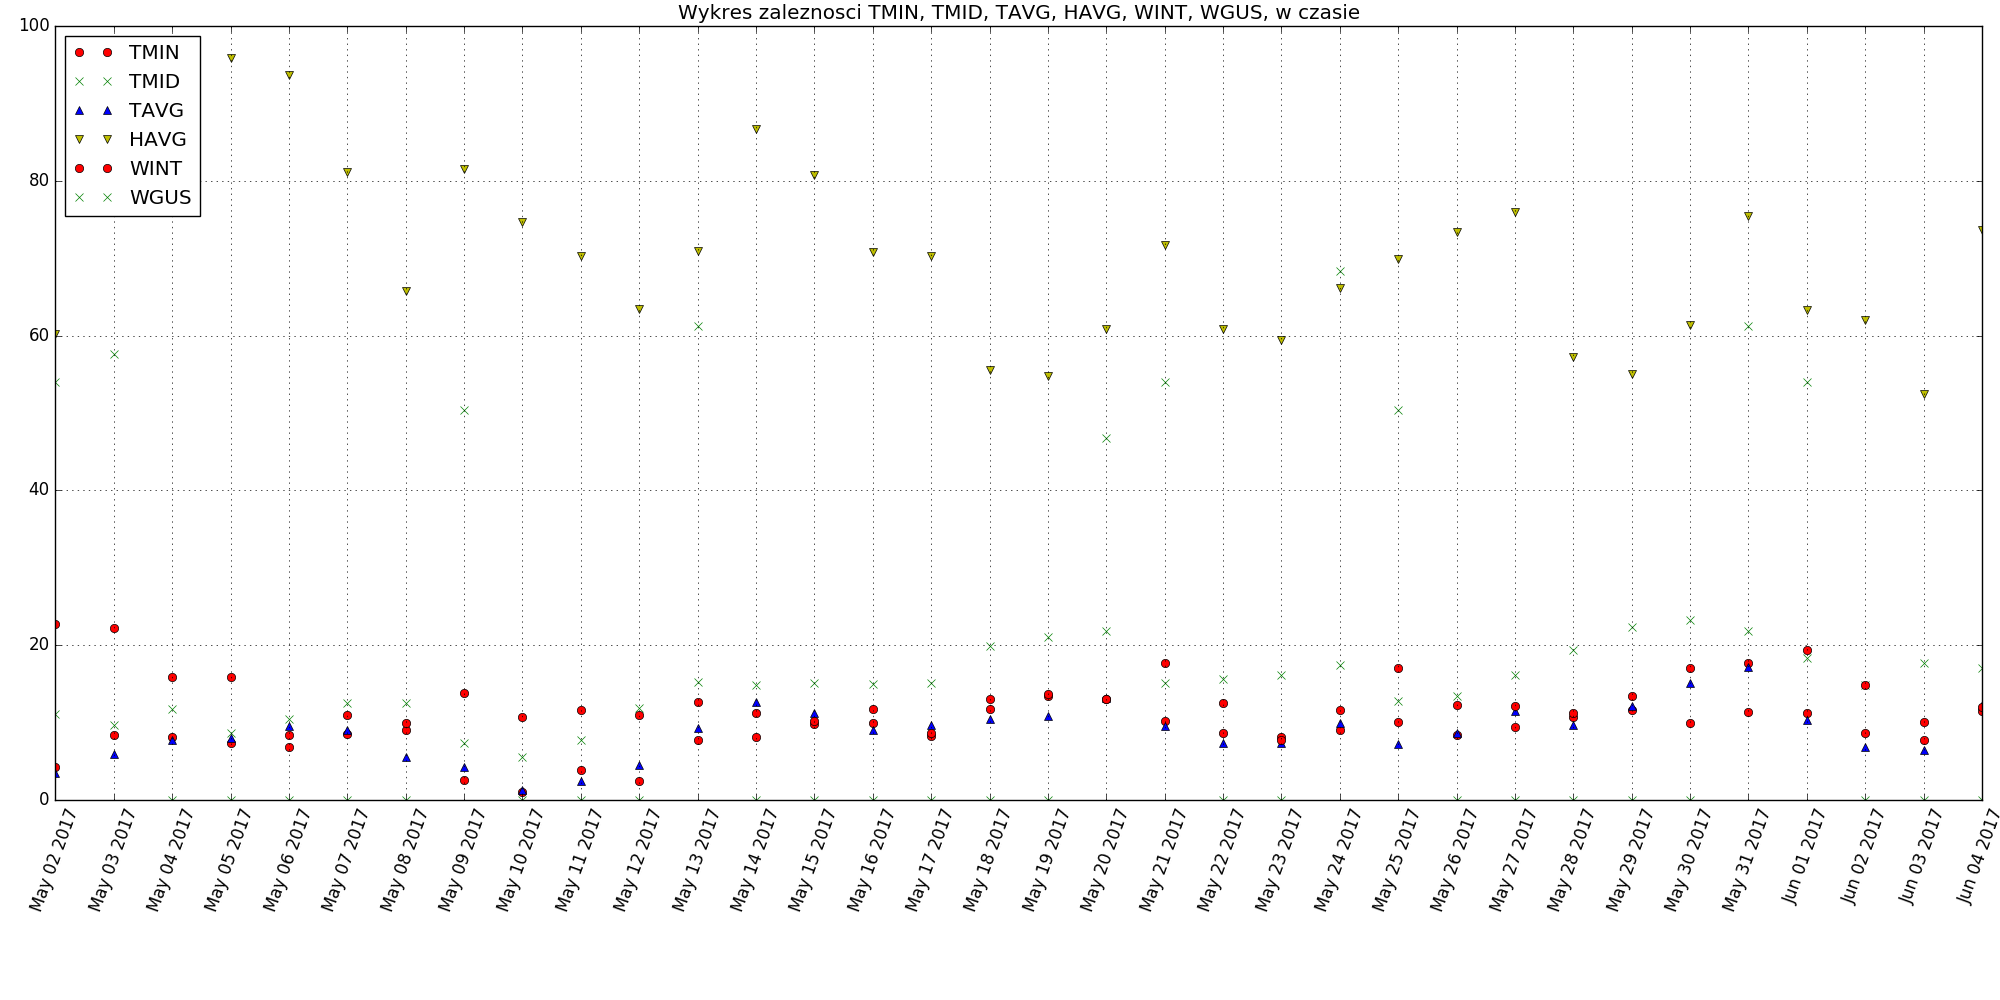 Wykres zaleznosci TMIN, TMID, TAVG, HAVG, WINT, WGUS, w czasie
100
80
60
40
20
0
TMIN
TMID
TAVG
HAVG
WINT
WGUS
May 02 2017
May 03 2017
May 04 2017
May 05 2017
May 06 2017
May 07 2017
May 08 2017
May 09 2017
May 10 2017
May 11 2017
May 12 2017
May 13 2017
May 14 2017
May 15 2017
May 16 2017
May 17 2017
May 18 2017
May 19 2017
May 20 2017
May 21 2017
May 22 2017
May 23 2017
May 24 2017
May 25 2017
May 26 2017
May 27 2017
May 28 2017
May 29 2017
May 30 2017
May 31 2017
Jun 01 2017
Jun 02 2017
Jun 03 2017
Jun 04 2017